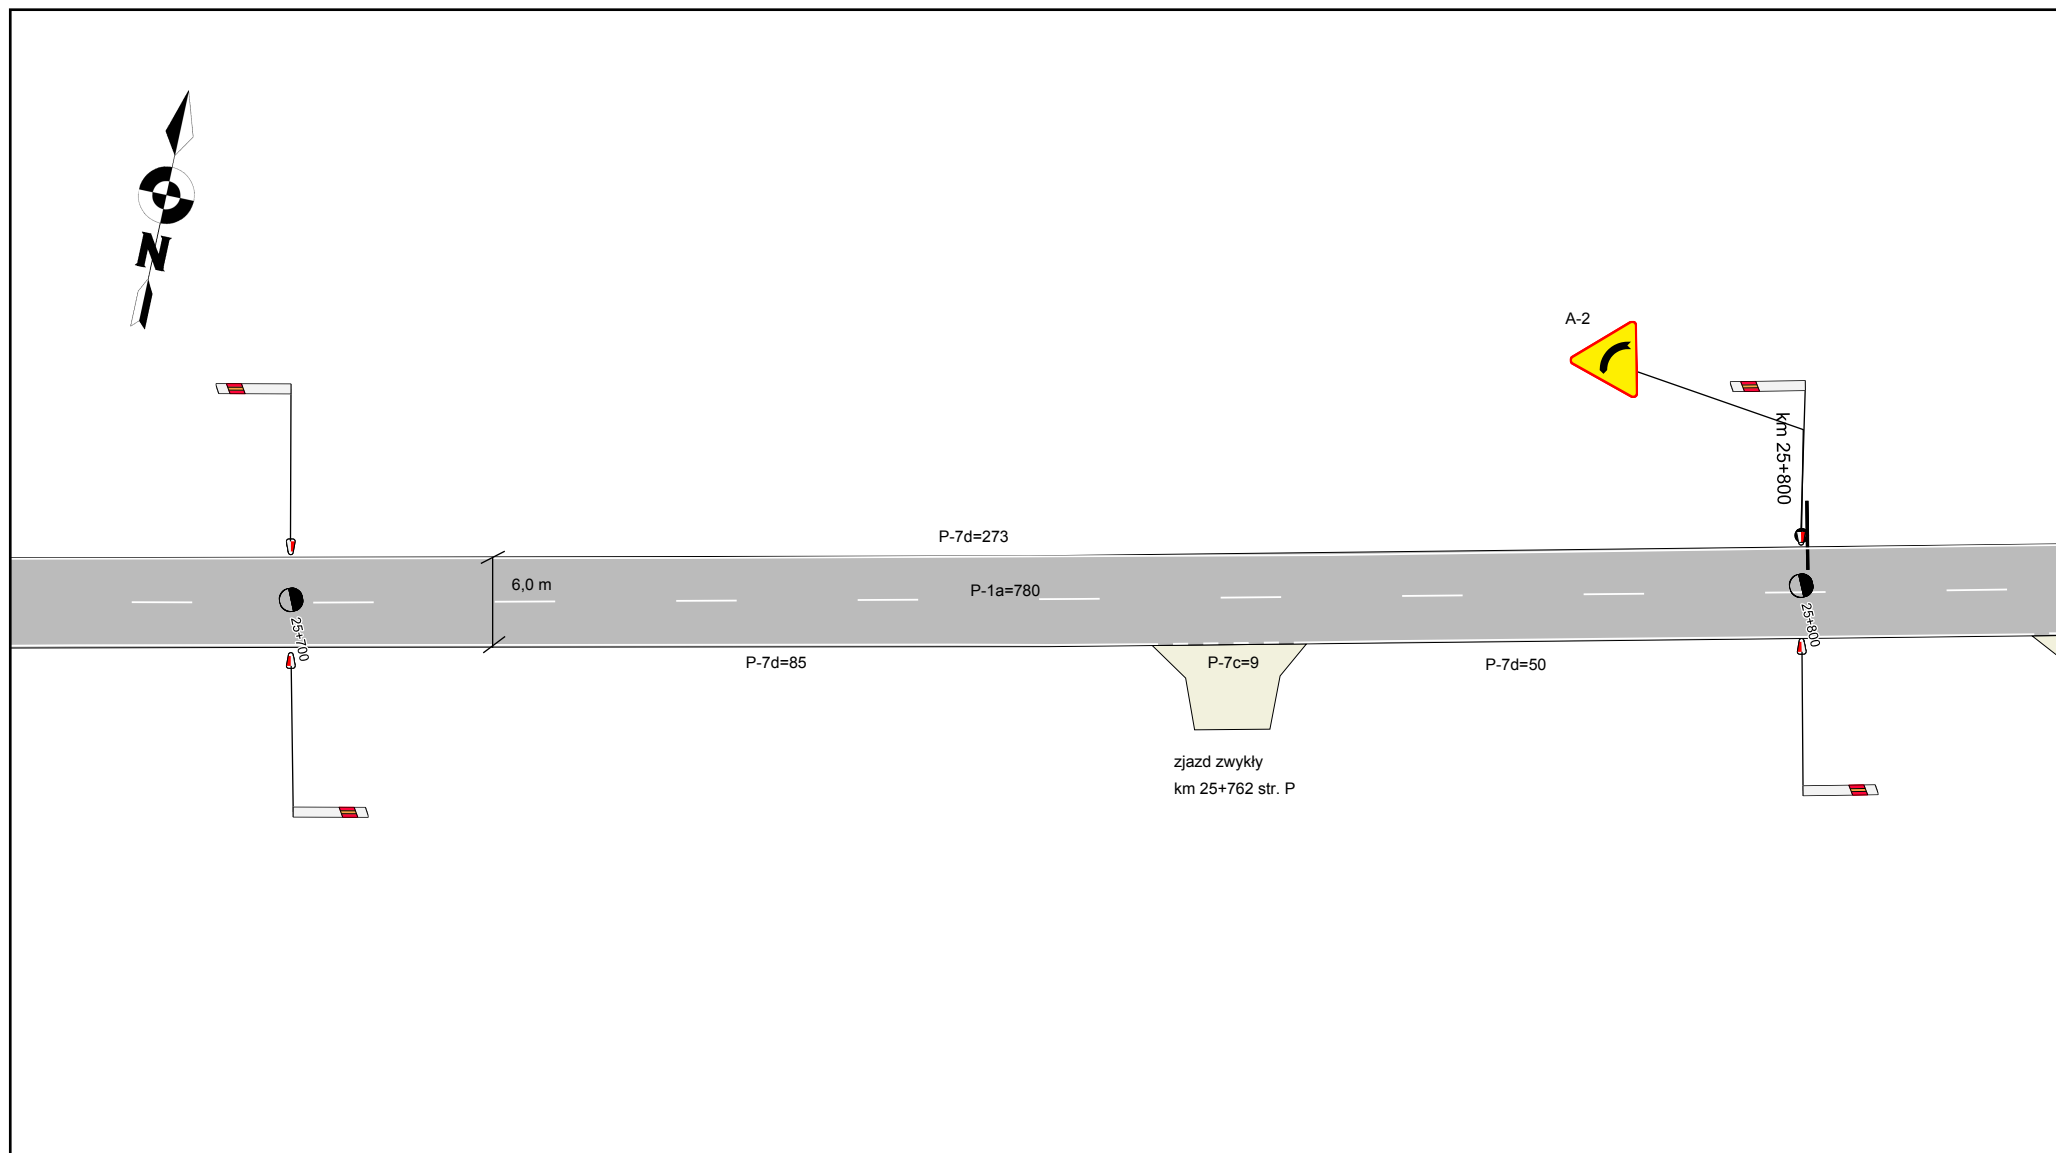 N
A-2
km 25+800
P-7d=273
6,0 m
P-1a=780
25+700
25+800
P-7d=85
P-7c=9
P-7d=50
zjazd zwykły
km 25+762 str. P